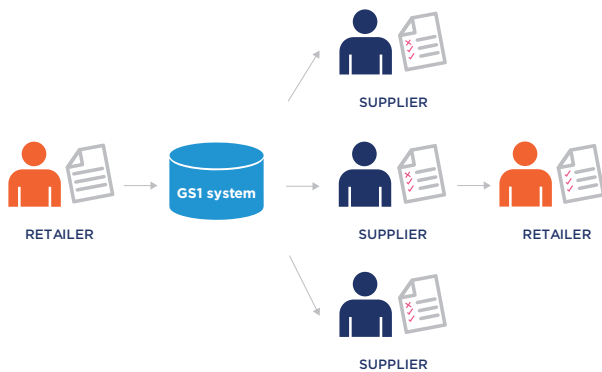 SUPPLIER
GS1 system
RETAILER
SUPPLIER
RETAILER
SUPPLIER